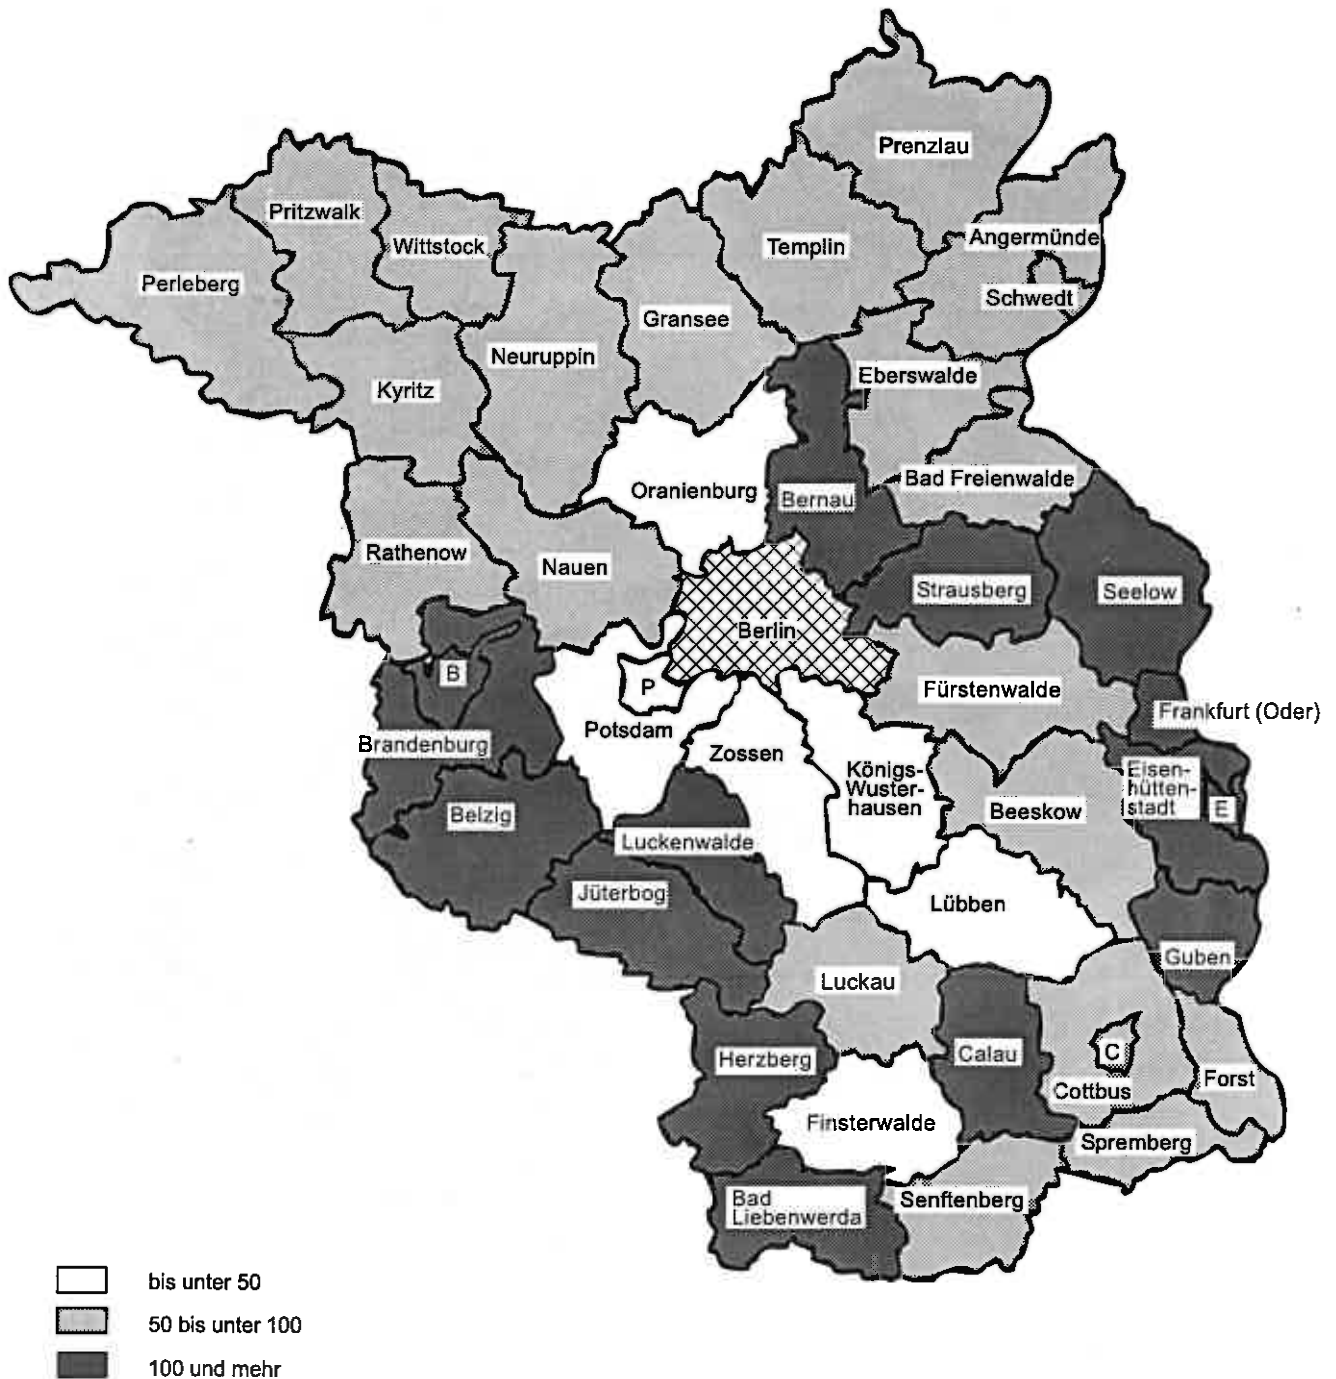 Prenzlau
Pritzwalk
Wittstock
Templin
Angermünde
Perleberg
Schwedt
Gransee
Neuruppin
Kyritz
Eberswalde
Oranienburg
Bernau
Bad Freienwalde
Rathenow
Nauen
Strausberg
Seelow
Berlin
B
P
Fürstenwalde
Frankfurt (Oder)
Potsdam
Brandenburg
Zossen
Königs-
Wuster-
hausen
Eisen-
hütten-
stadt
E
Beeskow
Belzig
Luckenwalde
Jüterbog
Lübben
Guben
Luckau
Herzberg
Calau
C
Cottbus
Forst
Finsterwalde
Spremberg
Bad
Liebenwerda
Senftenberg
bis unter 50
50 bis unter 100
100 und mehr